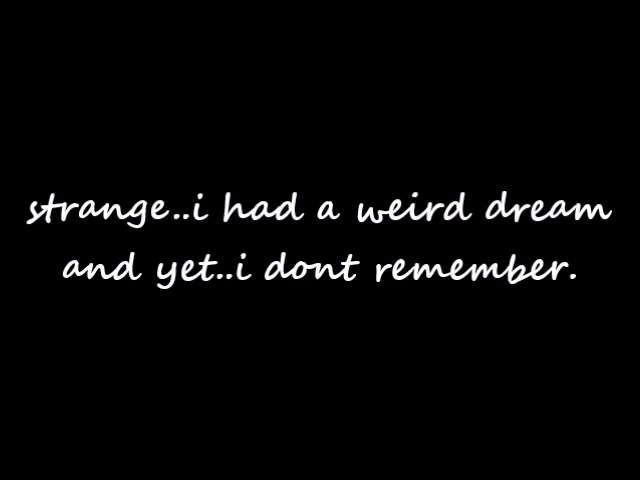 strange..i had a weird dream
and yet..i dont remember.